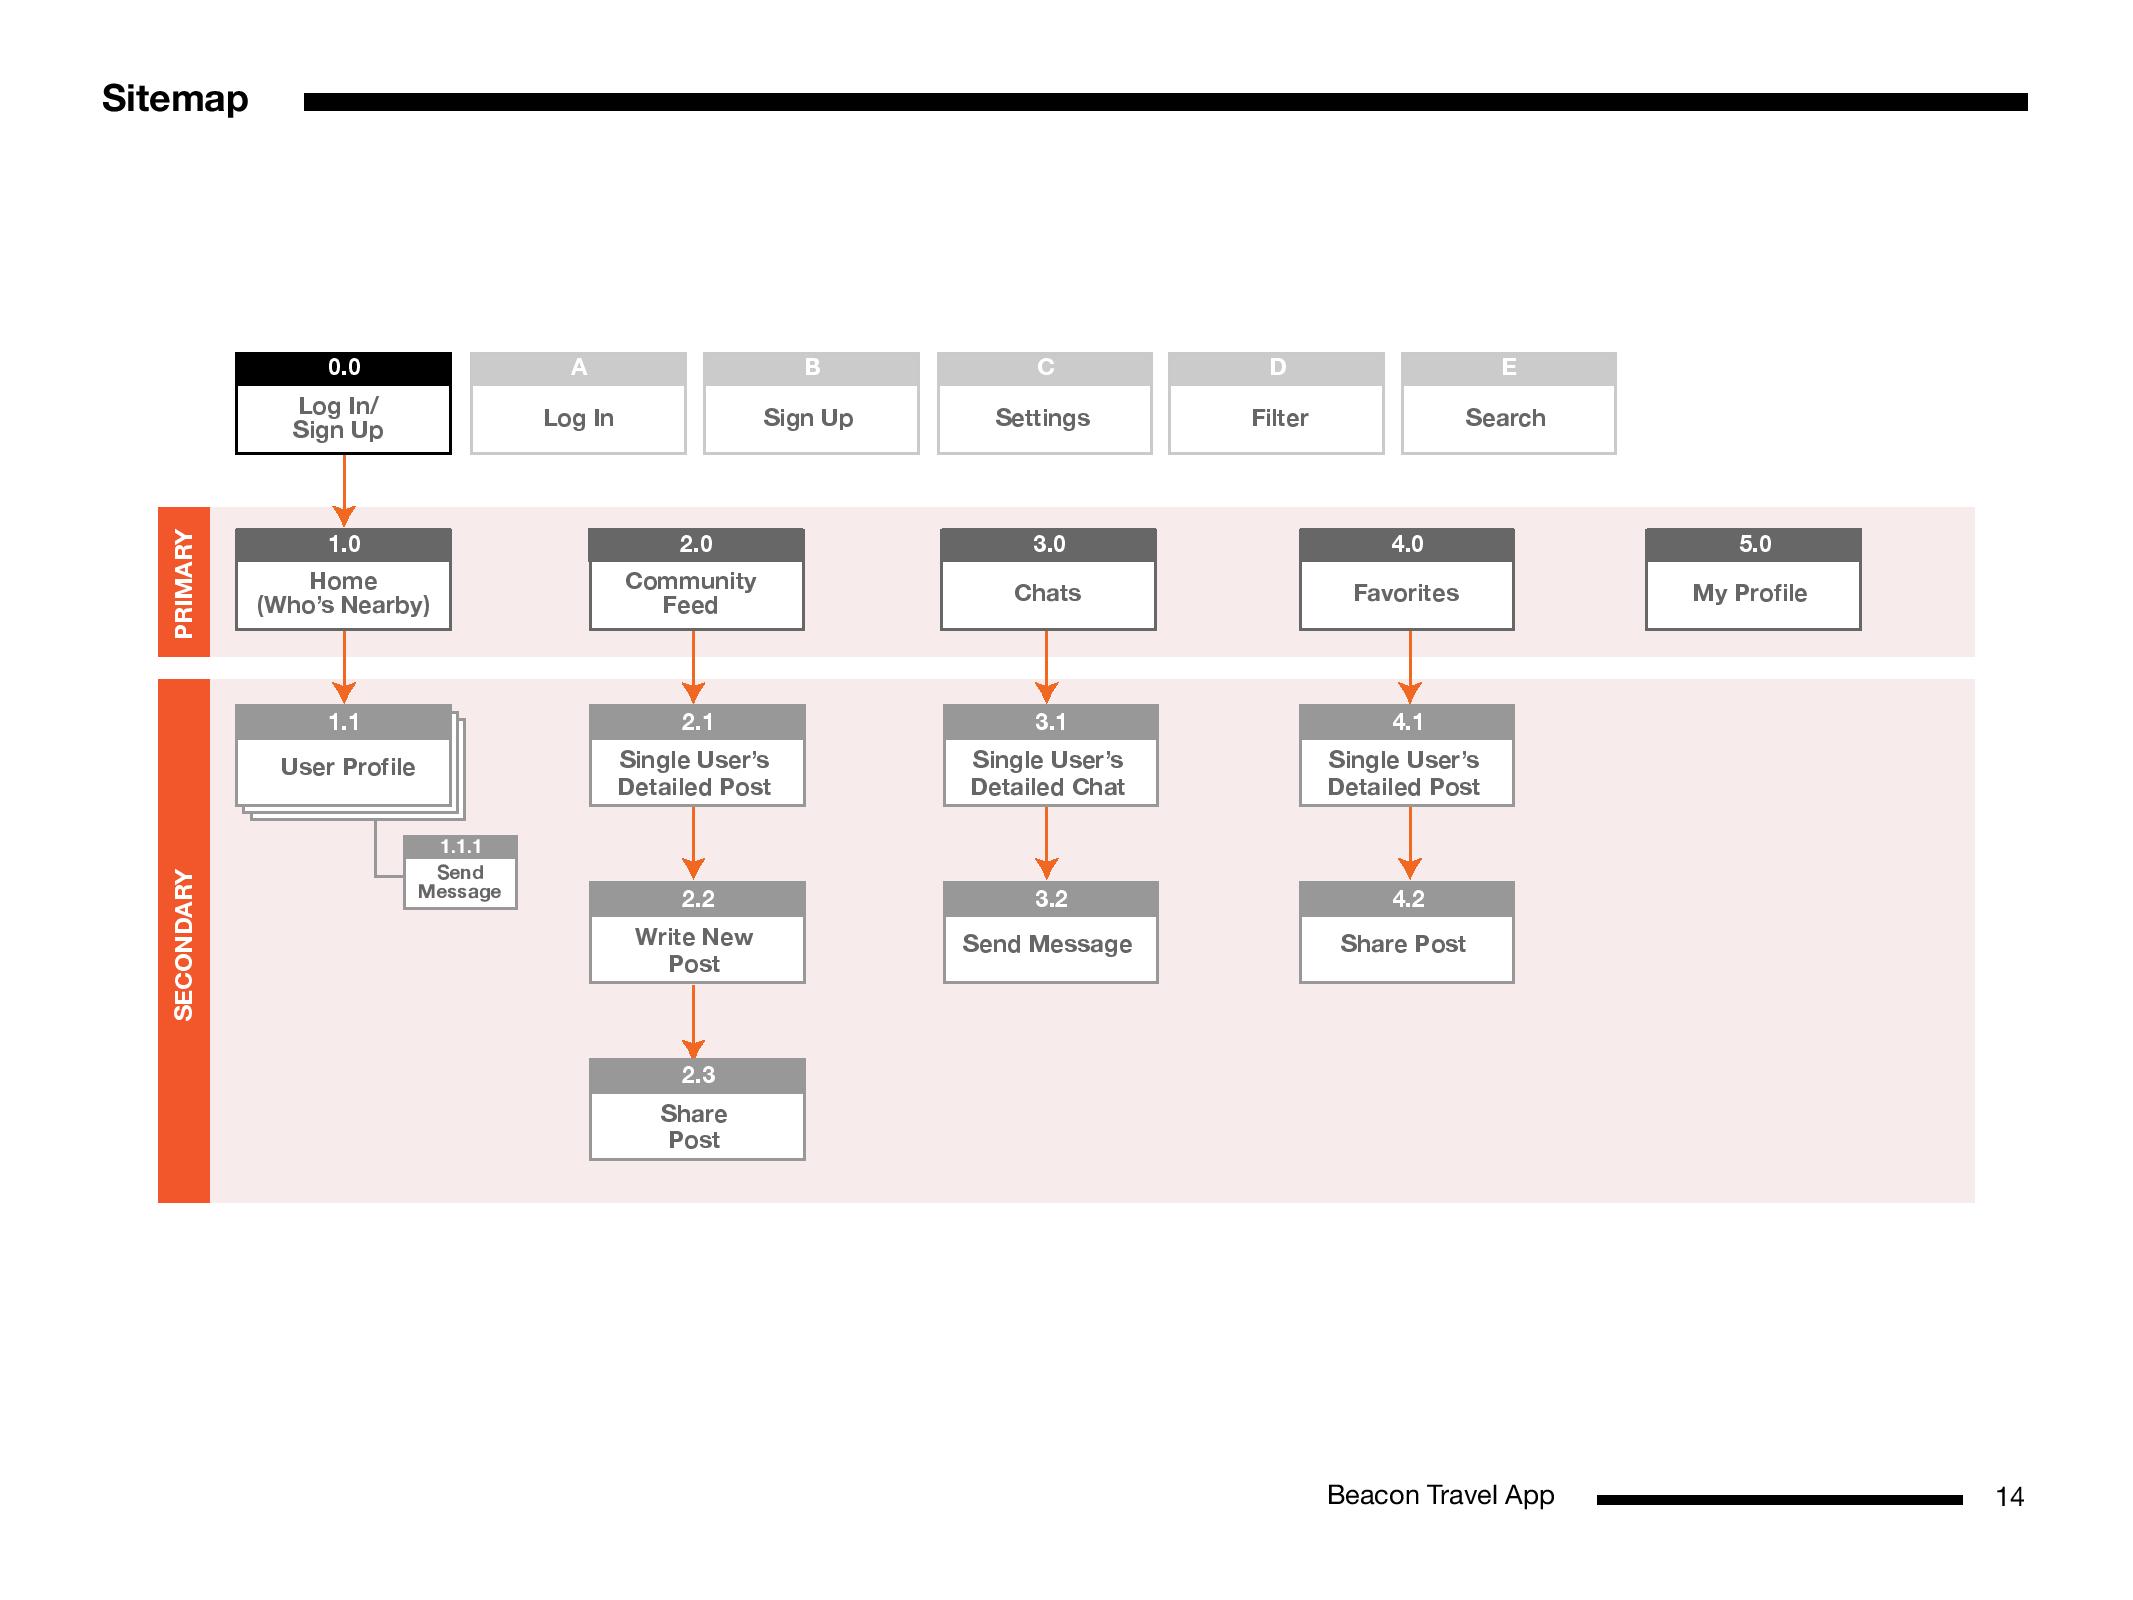 Sitemap
0.0
Log In/
Sign Up
A
Log In
B
Sign Up
C
Settings
D
Filter
E
Search
PRIMARY
1.0
Home
(Who’s Nearby)
2.0
Community
Feed
3.0
Chats
4.0
Favorites
5.0
My Profile
SECONDARY
1.1
User Profile
1.1.1
Send
Message
2.1
Single User’s
Detailed Post
2.2
Write New
Post
2.3
Share
Post
3.1
Single User’s
Detailed Chat
3.2
Send Message
4.1
Single User’s
Detailed Post
4.2
Share Post
Beacon Travel App
14